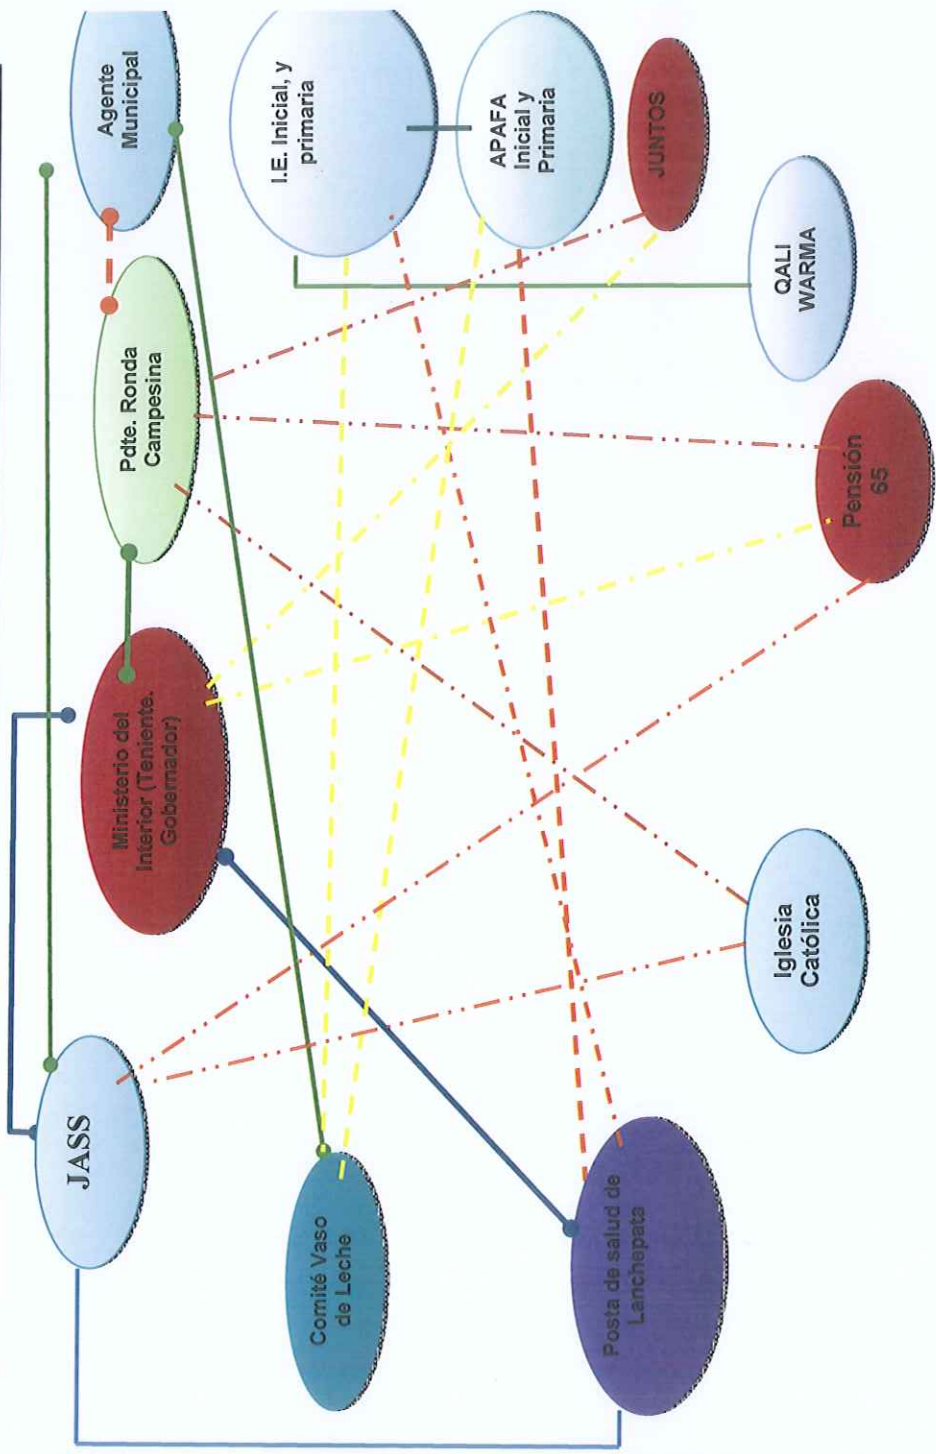 JASS
Ministerio del
Interior (Teniente.
Gobernador)
Pdte. Ronda
Campesina
Agente
Municipal
Comité Vaso
de Leche
I.E. Inicial, y
primaria
APAFA
Inicial y
Primaria
JUNTOS
Posta de salud de
Lanchepata
Iglesia
Católica
Pensión
65
QALI
WARMA